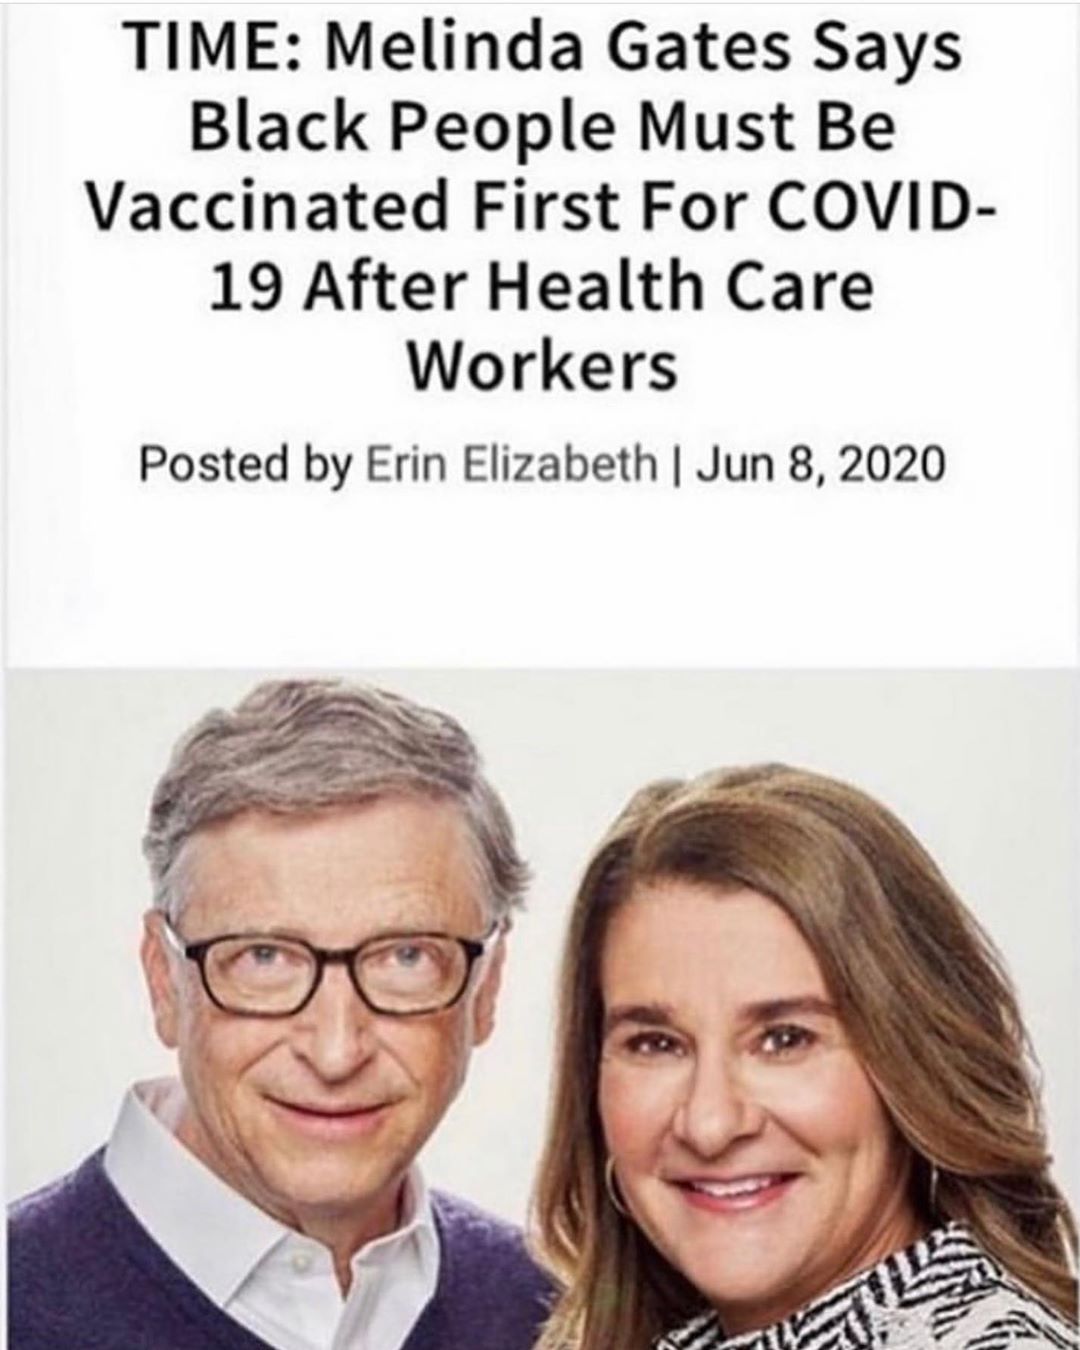 TIME: Melinda Gates Says
Black People Must Be
Vaccinated First For COVID-
19 After Health Care
Workers
Posted by Erin Elizabeth | Jun 8, 2020